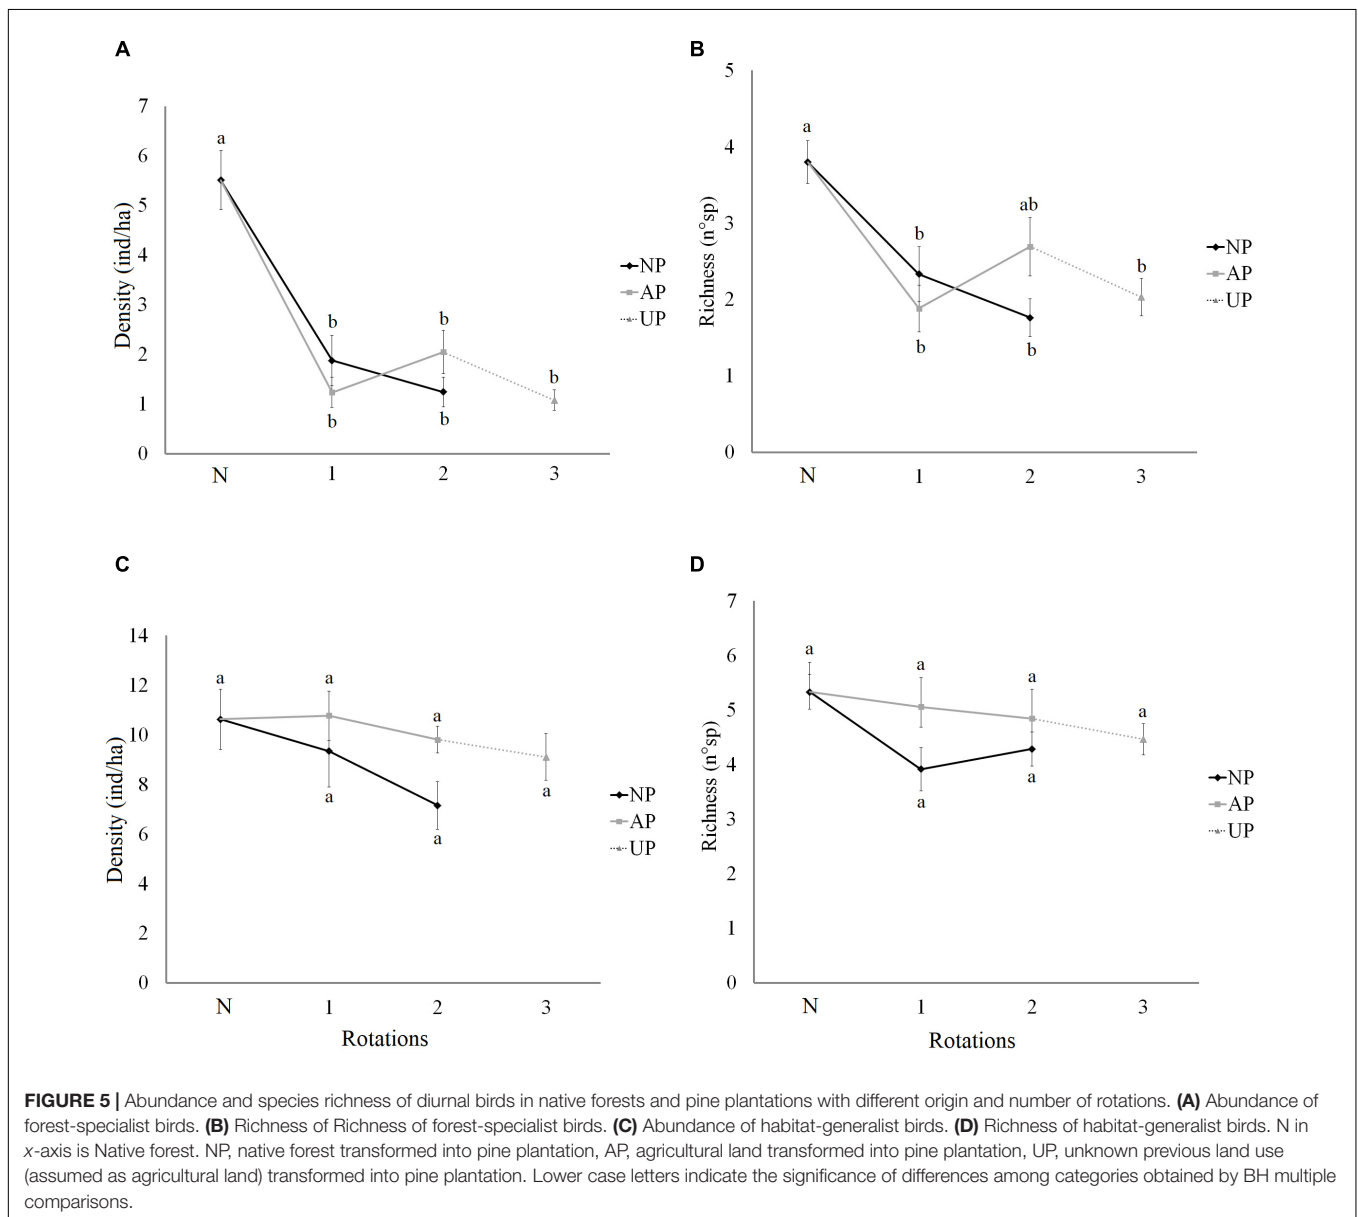 A
7
6
5
4
3
2
1
0
Density (ind/ha)
a
b
b
b
b
b
N
1
2
3
NP
AP
UP
B
5
4
3
2
1
0
Richness (n°sp)
a
b
ab
b
b
b
N
1
2
3
NP
AP
UP
C
14
12
10
8
6
4
2
0
Density (ind/ha)
a
a
a
a
a
a
N
1
2
3
Rotations
NP
AP
UP
D
7
6
5
4
3
2
1
0
Richness (n°sp)
a
a
a
a
a
a
N
1
2
3
Rotations
NP
AP
UP
FIGURE 5 | Abundance and species richness of diurnal birds in native forests and pine plantations with different origin and number of rotations. (A) Abundance of
forest-specialist birds. (B) Richness of Richness of forest-specialist birds. (C) Abundance of habitat-generalist birds. (D) Richness of habitat-generalist birds. N in
x-axis is Native forest. NP, native forest transformed into pine plantation, AP, agricultural land transformed into pine plantation, UP, unknown previous land use
(assumed as agricultural land) transformed into pine plantation. Lower case letters indicate the significance of differences among categories obtained by BH multiple
comparisons.